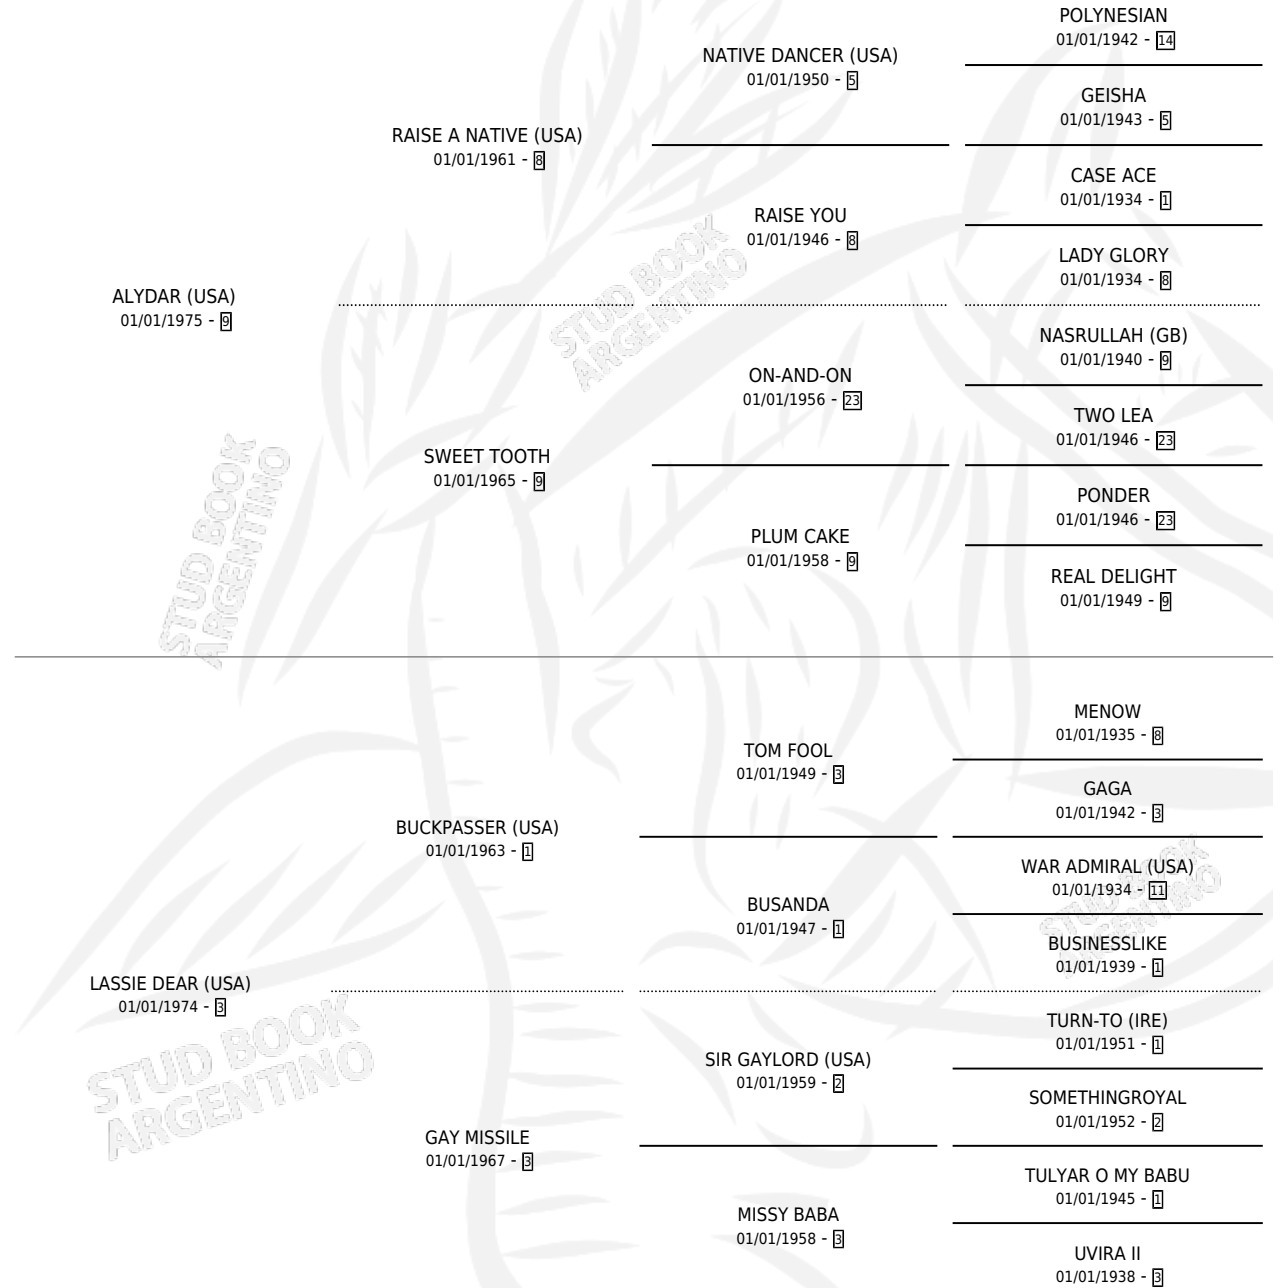 POLYNESIAN
01/01/1942 - 14
NATIVE DANCER (USA)
01/01/1950 - 5
GEISHA
01/01/1943 - 5
RAISE A NATIVE (USA)
01/01/1961 - 8
CASE ACE
01/01/1934 - 1
RAISE YOU
01/01/1946 - 8
LADY GLORY
01/01/1934 - 8
ALYDAR (USA)
01/01/1975 - 9
STUD BOOK
ARGENTINO
NASRULLAH (GB)
01/01/1940 - 9
ON-AND-ON
01/01/1956 - 23
TWO LEA
01/01/1946 - 23
SWEET TOOTH
01/01/1965 - 9
PONDER
01/01/1946 - 23
PLUM CAKE
01/01/1958 - 9
REAL DELIGHT
01/01/1949 - 9
STUD BOOK
ARGENTINO
MENOW
01/01/1935 - 8
TOM FOOL
01/01/1949 - 3
GAGA
01/01/1942 - 3
BUCKPASSER (USA)
01/01/1963 - 1
WAR ADMIRAL (USA)
01/01/1934 - 11
BUSANDA
01/01/1947 - 1
STUD BOOK
ARGENTINO
BUSINESSLIKE
01/01/1939 - 1
LASSIE DEAR (USA)
01/01/1974 - 3
STUD BOOK
ARGENTINO
TURN-TO (IRE)
01/01/1951 - 1
SIR GAYLORD (USA)
01/01/1959 - 2
SOMETHINGROYAL
01/01/1952 - 2
GAY MISSILE
01/01/1967 - 3
TULYAR O MY BABU
01/01/1945 - 1
MISSY BABA
01/01/1958 - 3
UVIRA II
01/01/1938 - 3